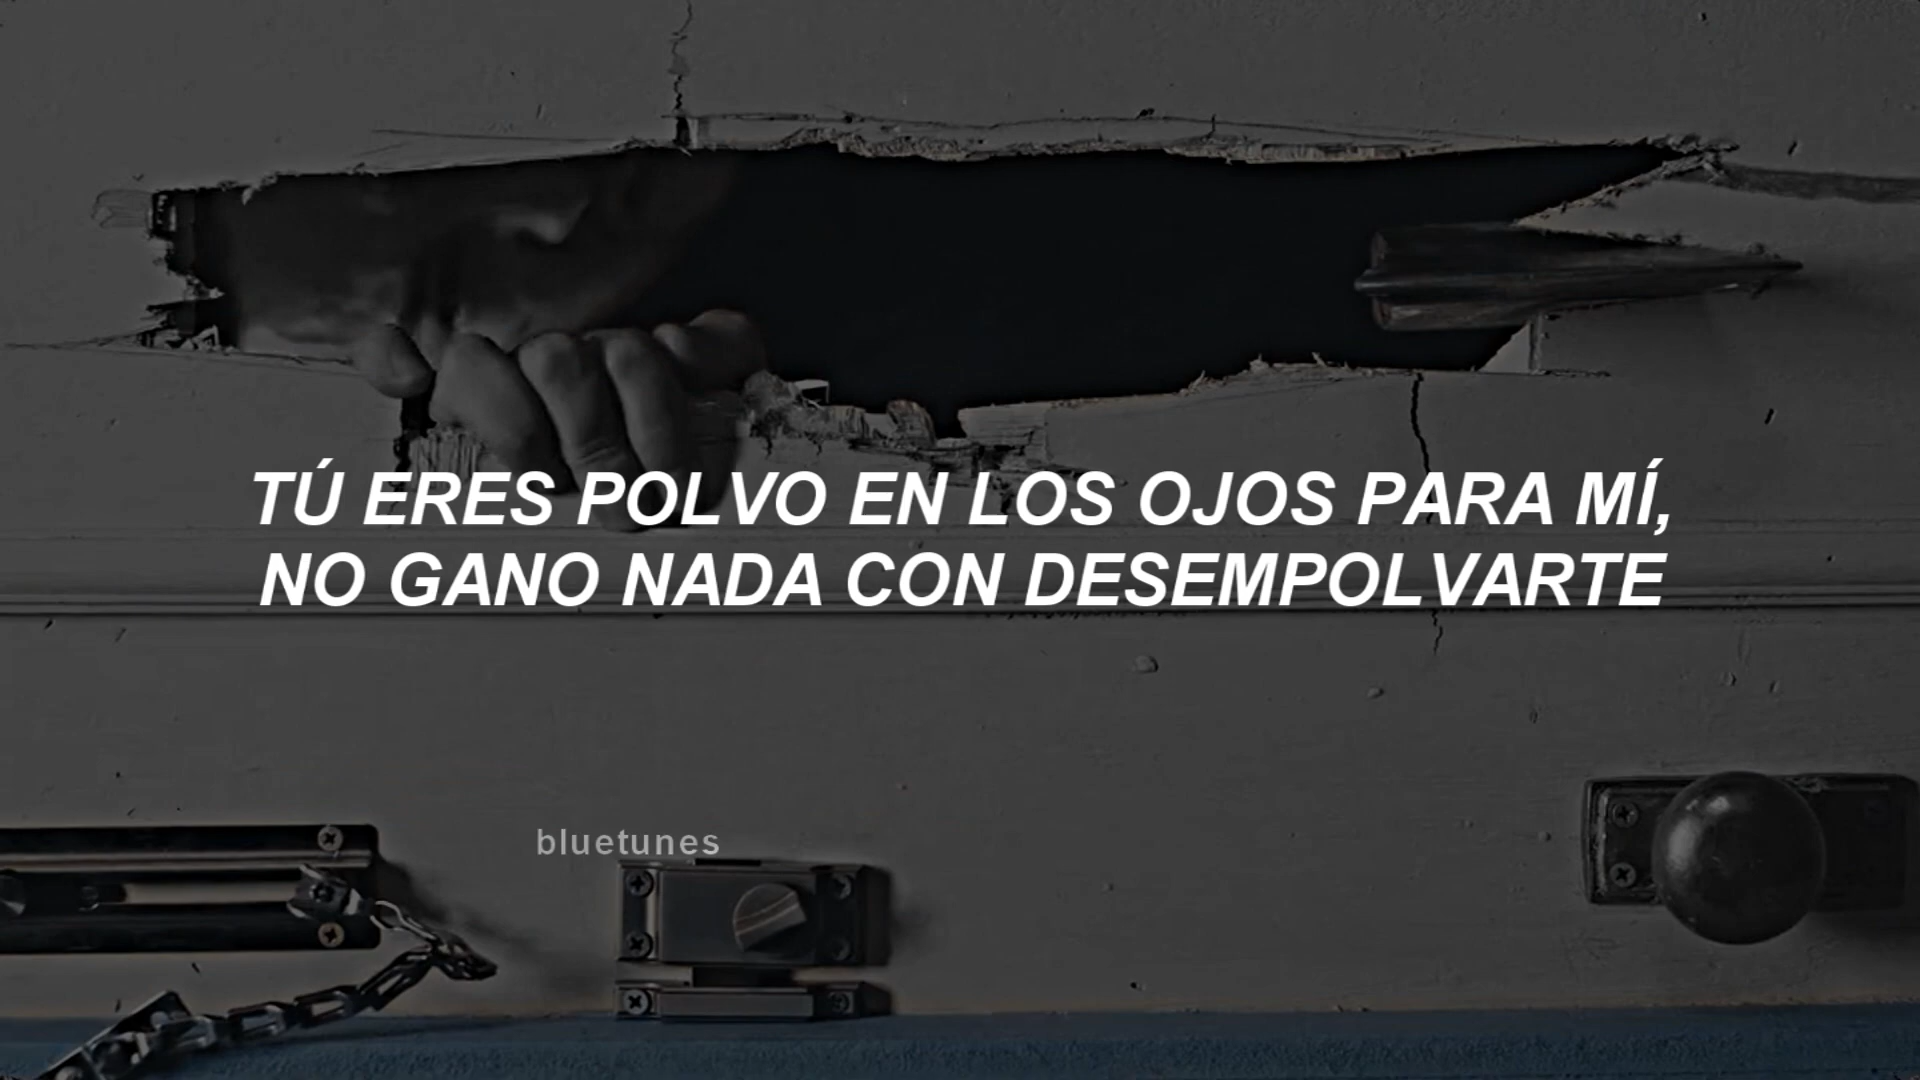 TÚ ERES POLVO EN LOS OJOS PARA MÍ,
NO GANO NADA CON DESEMPOLVARTE
bluetunes